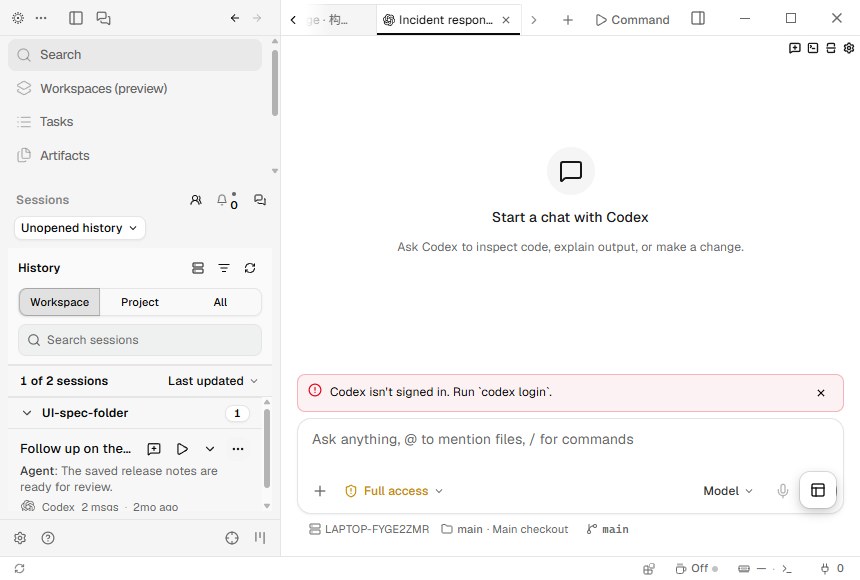 ge · 构...
Incident respon...
Command
Search
Workspaces (preview)
Tasks
Artifacts
Sessions
0
Unopened history
History
Workspace
Project
All
Search sessions
1 of 2 sessions
Last updated
UI-spec-folder
1
Follow up on the...
Agent: The saved release notes are
ready for review.
Codex 2 msgs · 2mo ago
Start a chat with Codex
Ask Codex to inspect code, explain output, or make a change.
Codex isn't signed in. Run `codex login`.
Ask anything, @ to mention files, / for commands
Full access
Model
LAPTOP-FYGE2ZMR
main · Main checkout
main
Off
0